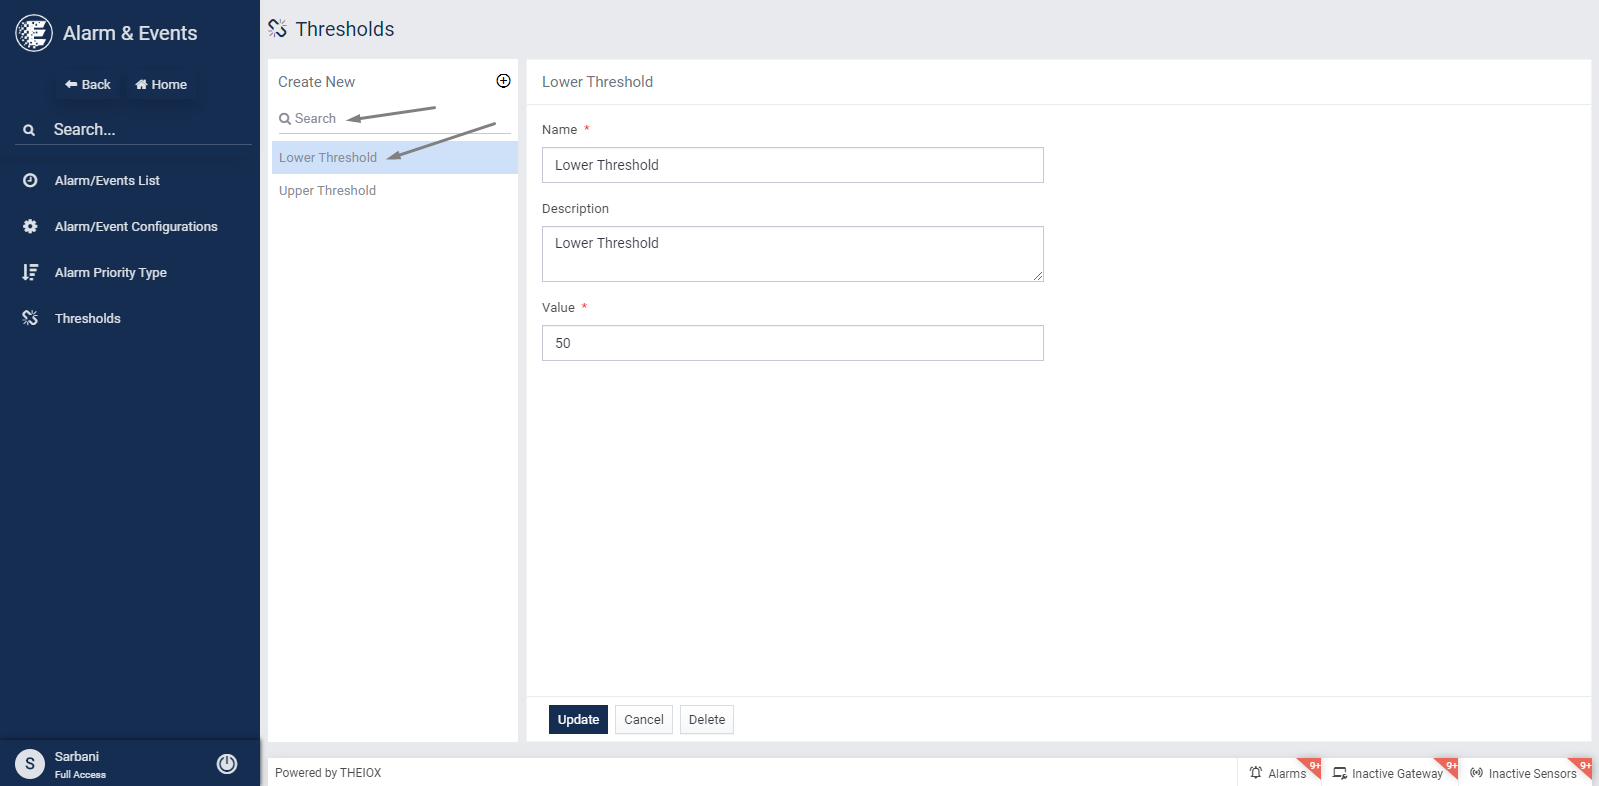 Alarm & Events
Back
Home
Search...
Alarm/Events List
Alarm/Event Configurations
Alarm Priority Type
Thresholds
S
Sarbani
Full Access
Thresholds
Create New
Search
Lower Threshold
Upper Threshold
Lower Threshold
Name *
Lower Threshold
Description
Lower Threshold
Value *
50
Update
Cancel
Delete
Powered by THEIOX
Alarms 9+
Inactive Gateway 9+
Inactive Sensors 9+